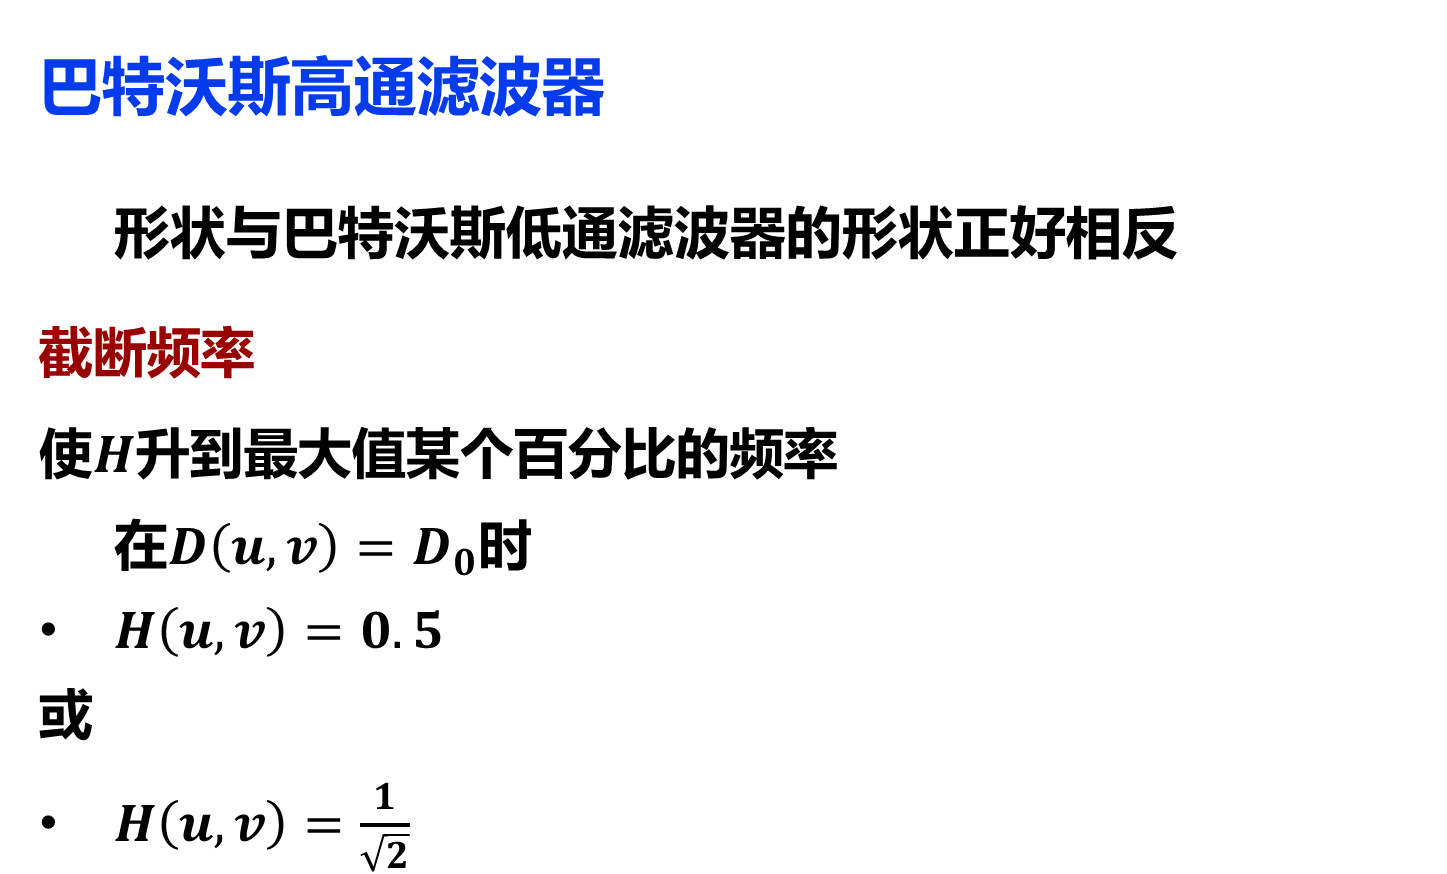 巴特沃斯高通滤波器
形状与巴特沃斯低通滤波器的形状正好相反
截断频率
使H升到最大值某个百分比的频率
在D(u,v) = D₀时
• H(u,v) = 0.5
或
• H(u,v) = 1/√2